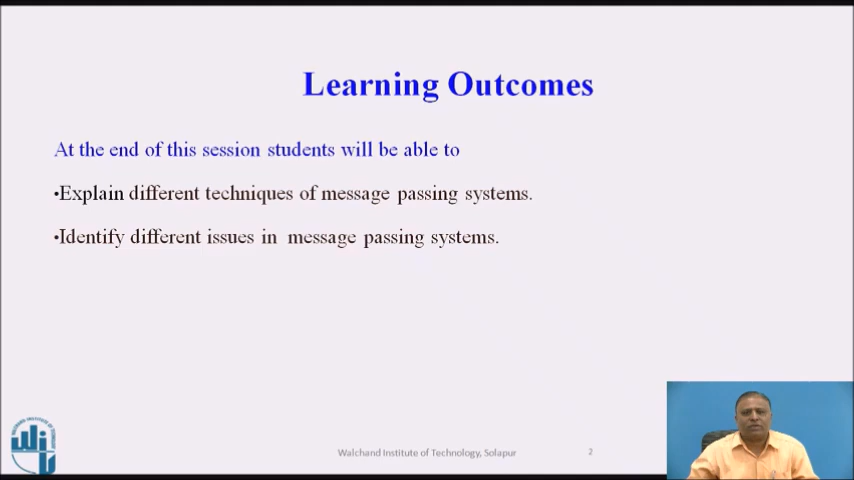 Learning Outcomes
At the end of this session students will be able to
•Explain different techniques of message passing systems.
•Identify different issues in message passing systems.
Walchand Institute of Technology, Solapur
2